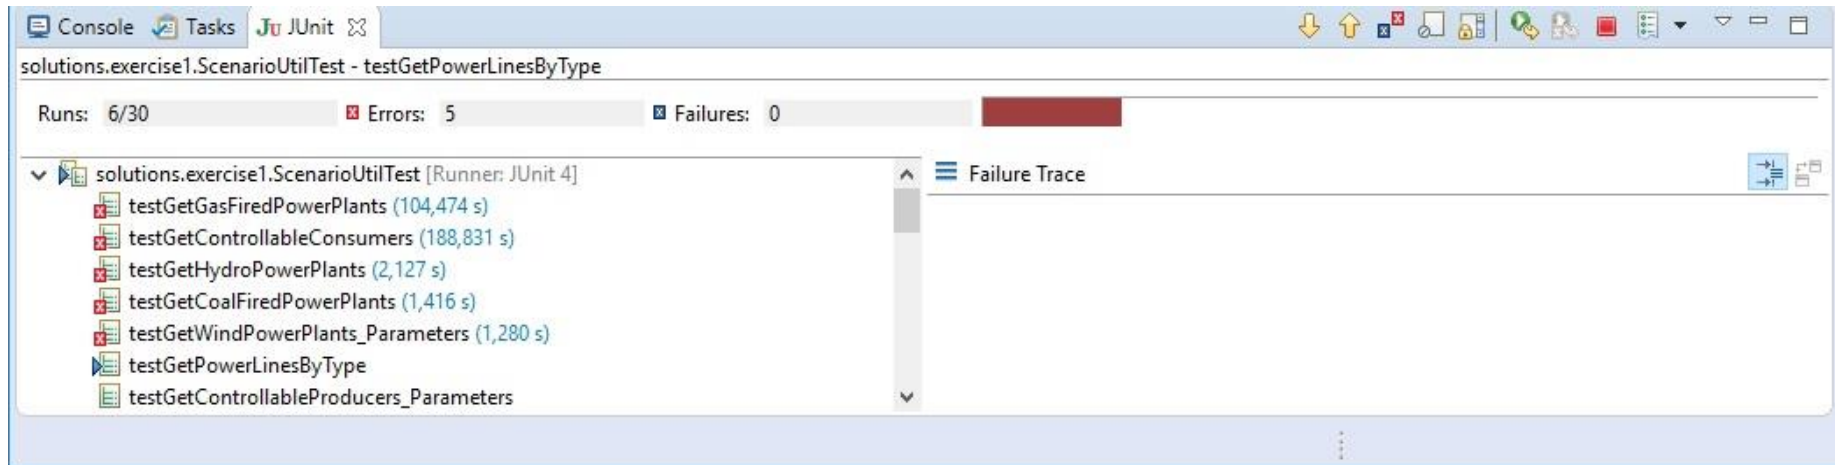 Console Tasks JUnit
solutions.exercise1.ScenarioUtilTest - testGetPowerLinesByType
Runs: 6/30 Errors: 5 Failures: 0
solutions.exercise1.ScenarioUtilTest [Runner: JUnit 4]
Failure Trace
testGetGasFiredPowerPlants (104,474 s)
testGetControllableConsumers (188,831 s)
testGetHydroPowerPlants (2,127 s)
testGetCoalFiredPowerPlants (1,416 s)
testGetWindPowerPlants_Parameters (1,280 s)
testGetPowerLinesByType
testGetControllableProducers_Parameters